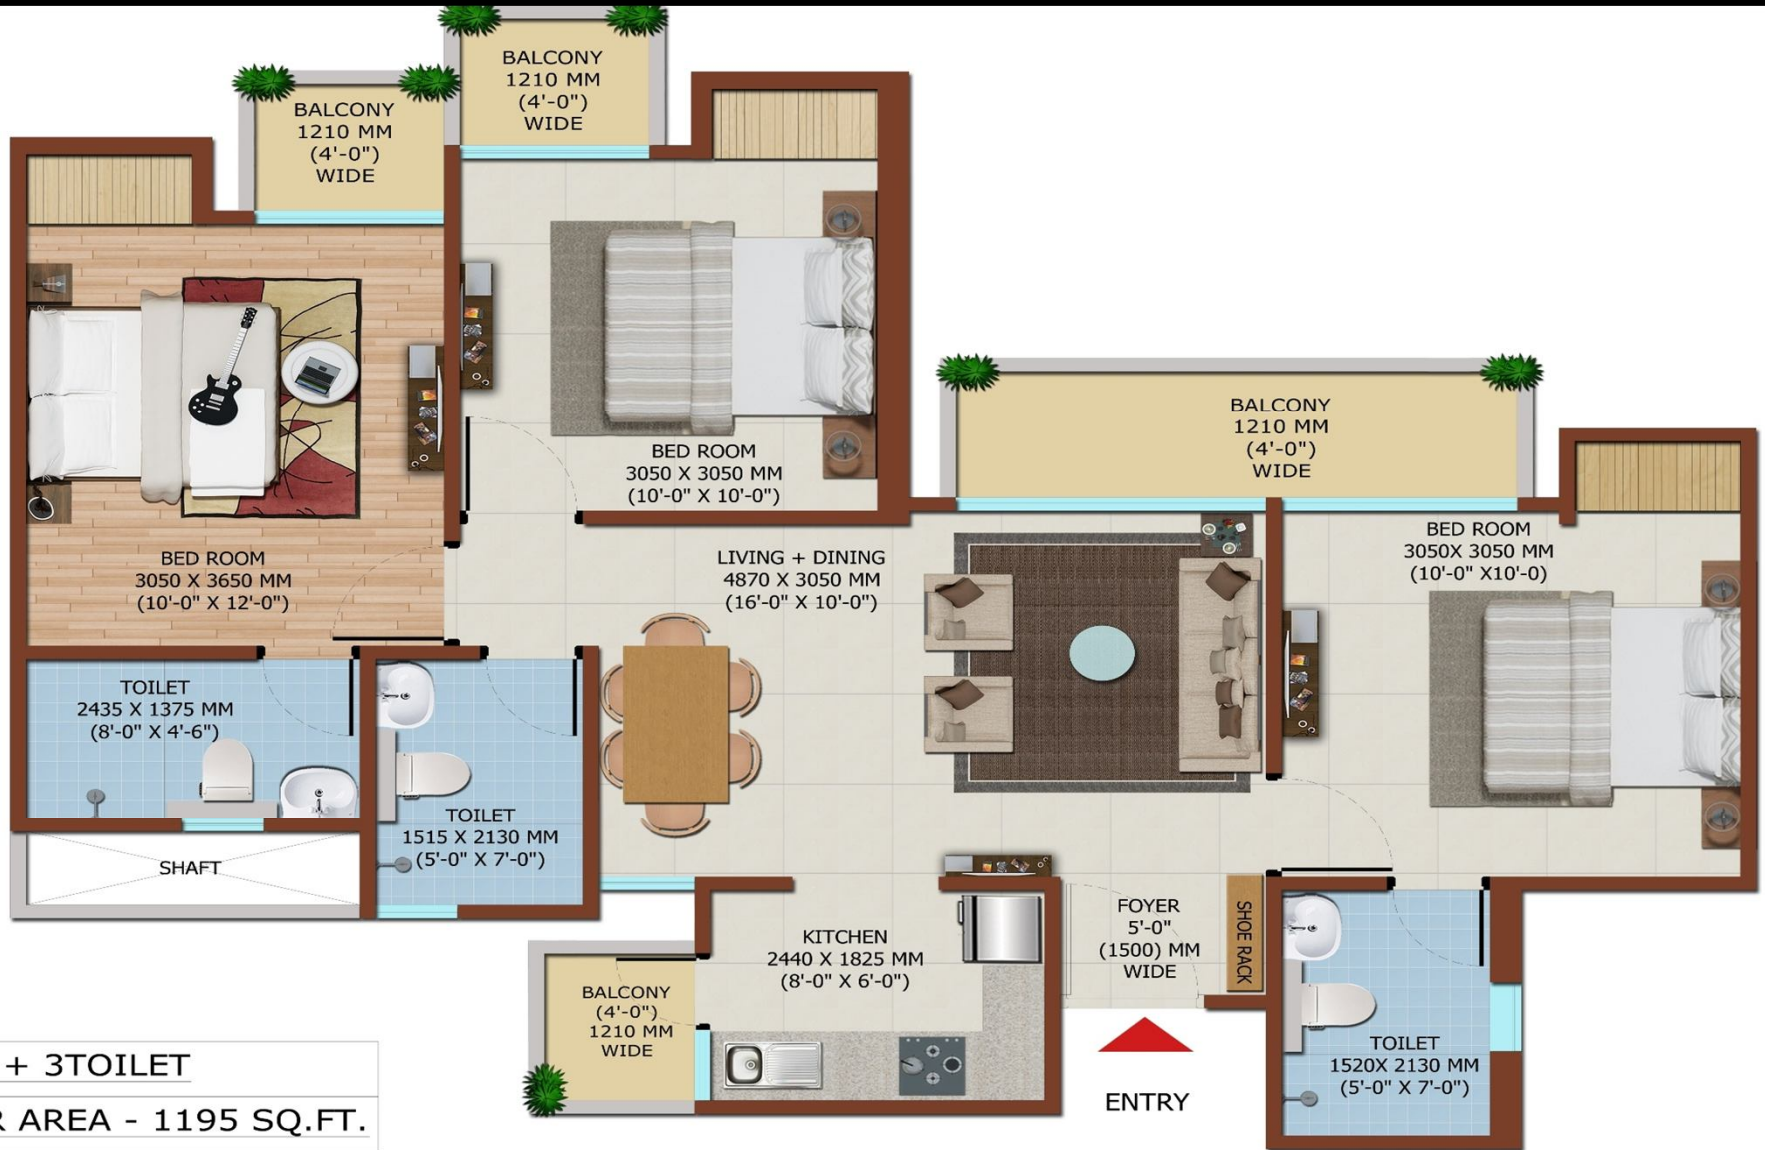 BALCONY
1210 MM
(4'-0")
WIDE
BALCONY
1210 MM
(4'-0")
WIDE
BED ROOM
3050 X 3050 MM
(10'-0" X 10'-0")
BALCONY
1210 MM
(4'-0")
WIDE
BED ROOM
3050 X 3650 MM
(10'-0" X 12'-0")
LIVING + DINING
4870 X 3050 MM
(16'-0" X 10'-0")
BED ROOM
3050X 3050 MM
(10'-0" X10'-0)
TOILET
2435 X 1375 MM
(8'-0" X 4'-6")
TOILET
1515 X 2130 MM
(5'-0" X 7'-0")
SHAFT
KITCHEN
2440 X 1825 MM
(8'-0" X 6'-0")
FOYER
5'-0"
(1500) MM
WIDE
SHOE RACK
BALCONY
(4'-0")
1210 MM
WIDE
TOILET
1520X 2130 MM
(5'-0" X 7'-0")
ENTRY
+ 3TOILET
R AREA - 1195 SQ.FT.